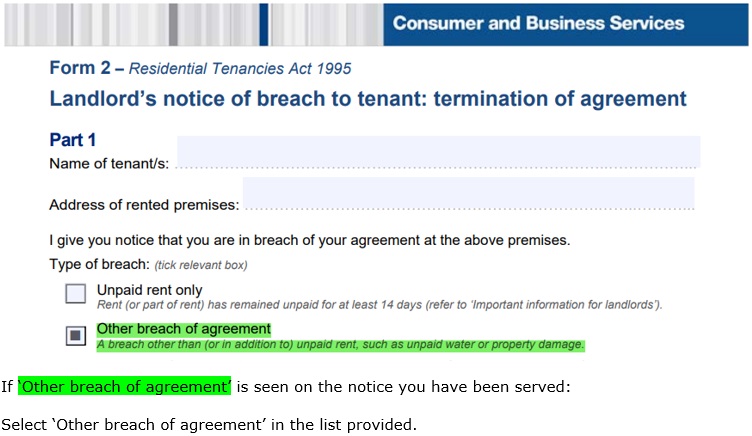 Consumer and Business Services
Form 2 – Residential Tenancies Act 1995
Landlord’s notice of breach to tenant: termination of agreement
Part 1
Name of tenant/s:
Address of rented premises:
I give you notice that you are in breach of your agreement at the above premises.
Type of breach: (tick relevant box)
Unpaid rent only
Rent (or part of rent) has remained unpaid for at least 14 days (refer to ‘Important information for landlords’).
Other breach of agreement
A breach other than (or in addition to) unpaid rent, such as unpaid water or property damage.
If ‘Other breach of agreement’ is seen on the notice you have been served:
Select ‘Other breach of agreement’ in the list provided.